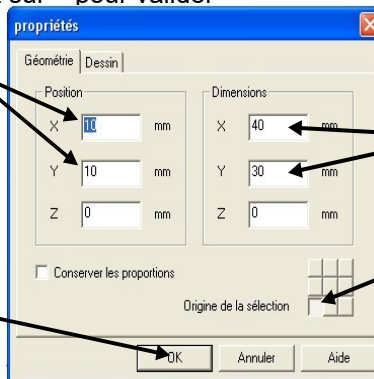 sur    pour valider
propriétés
Géométrie Dessin
Position Dimensions
X 10 mm X 40 mm
Y 10 mm Y 30 mm
Z 0 mm Z 0 mm
Conserver les proportions
Origine de la sélection
OK Annuler Aide